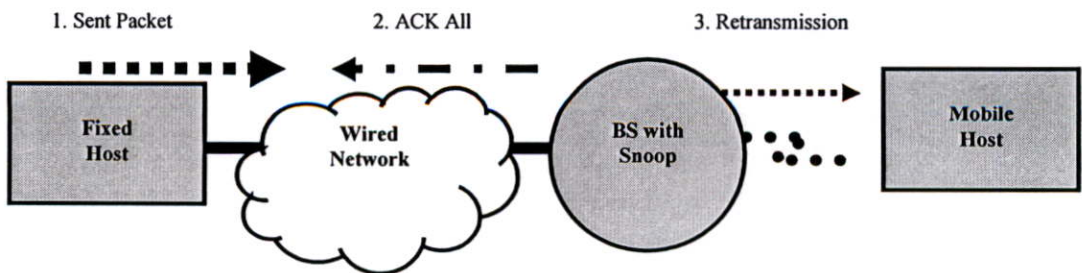 1. Sent Packet
2. ACK All
3. Retransmission
Fixed
Host
Wired
Network
BS with
Snoop
Mobile
Host